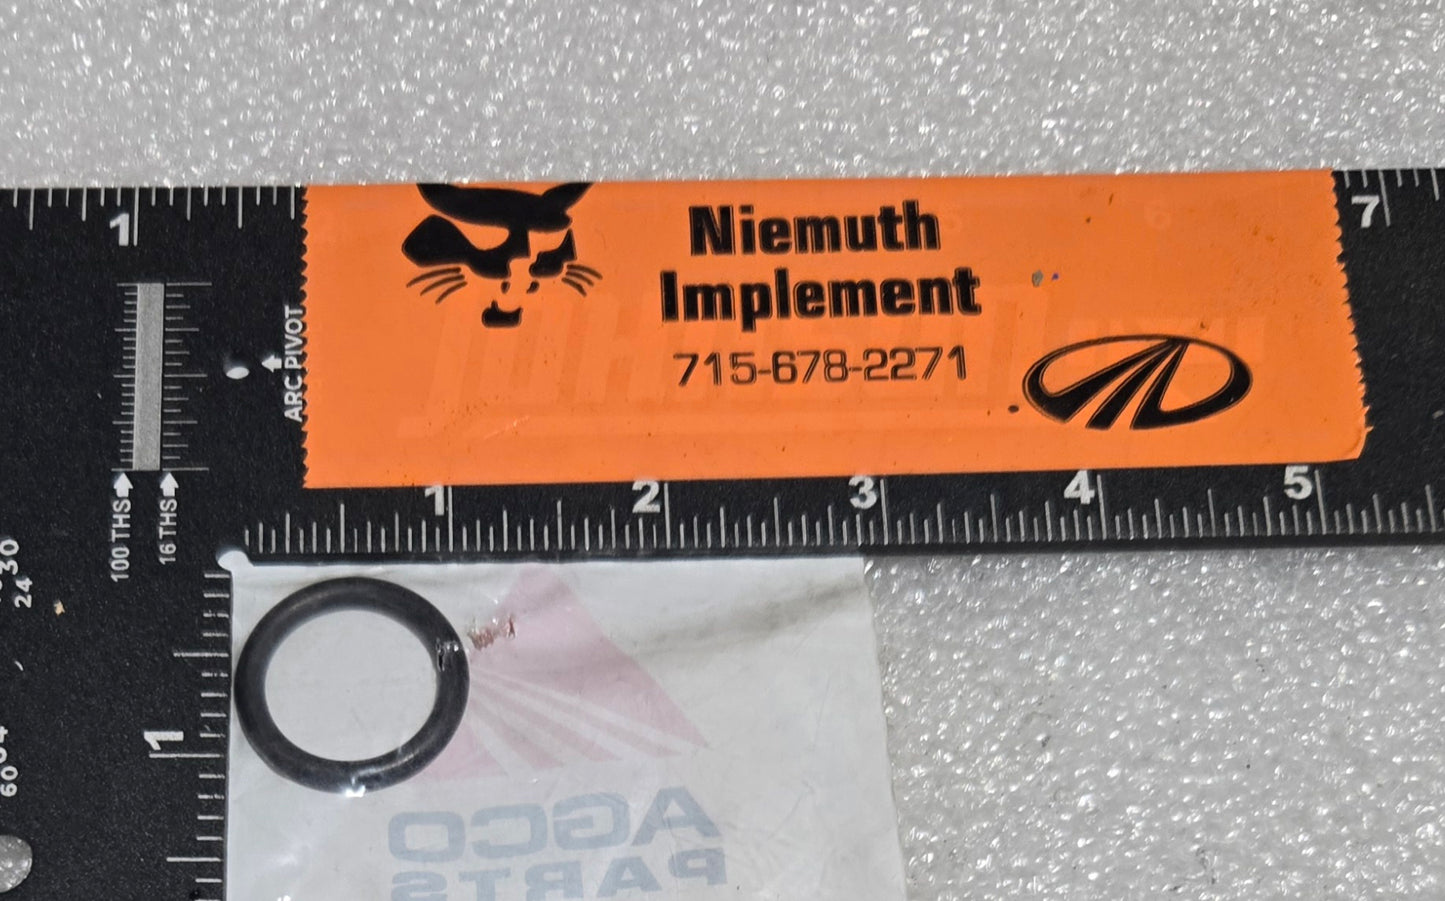 1
7
Niemuth
Implement
715-678-2271
ARC PIVOT
100 THS
16 THS
1
2
3
4
5
30
24
1
60
AGCO
PARTS